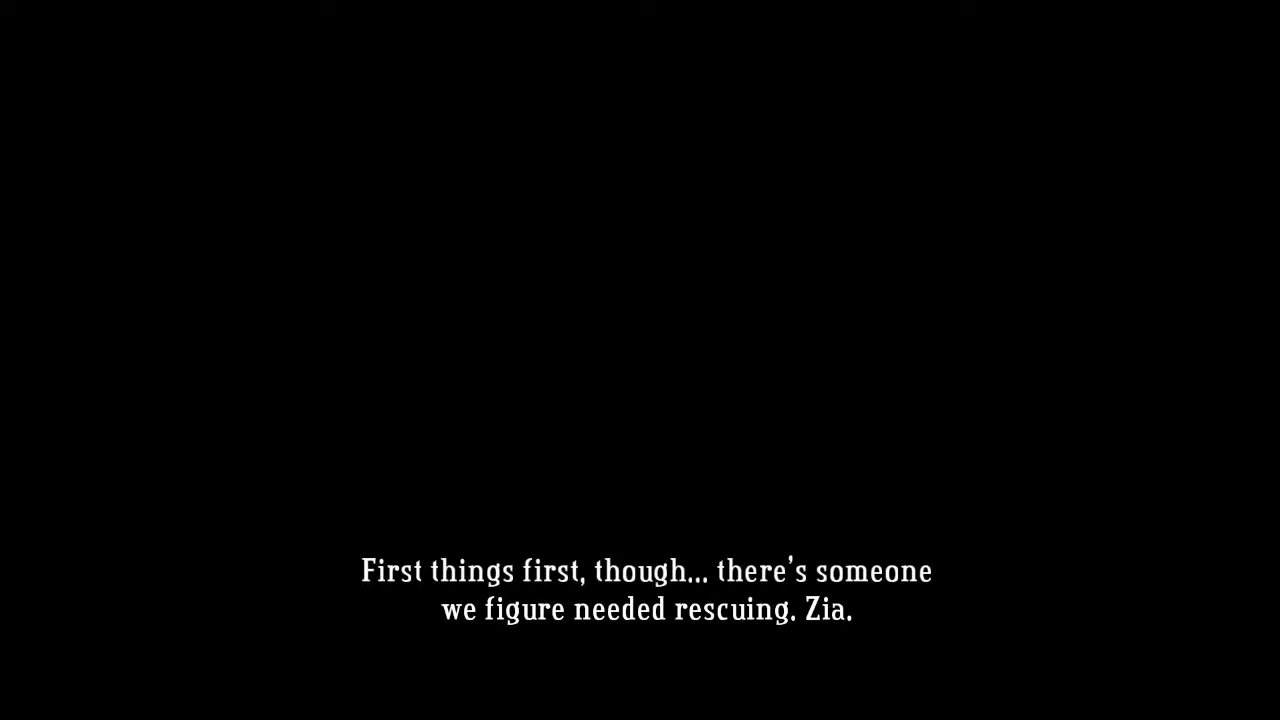 First things first, though... there's someone
we figure needed rescuing. Zia.